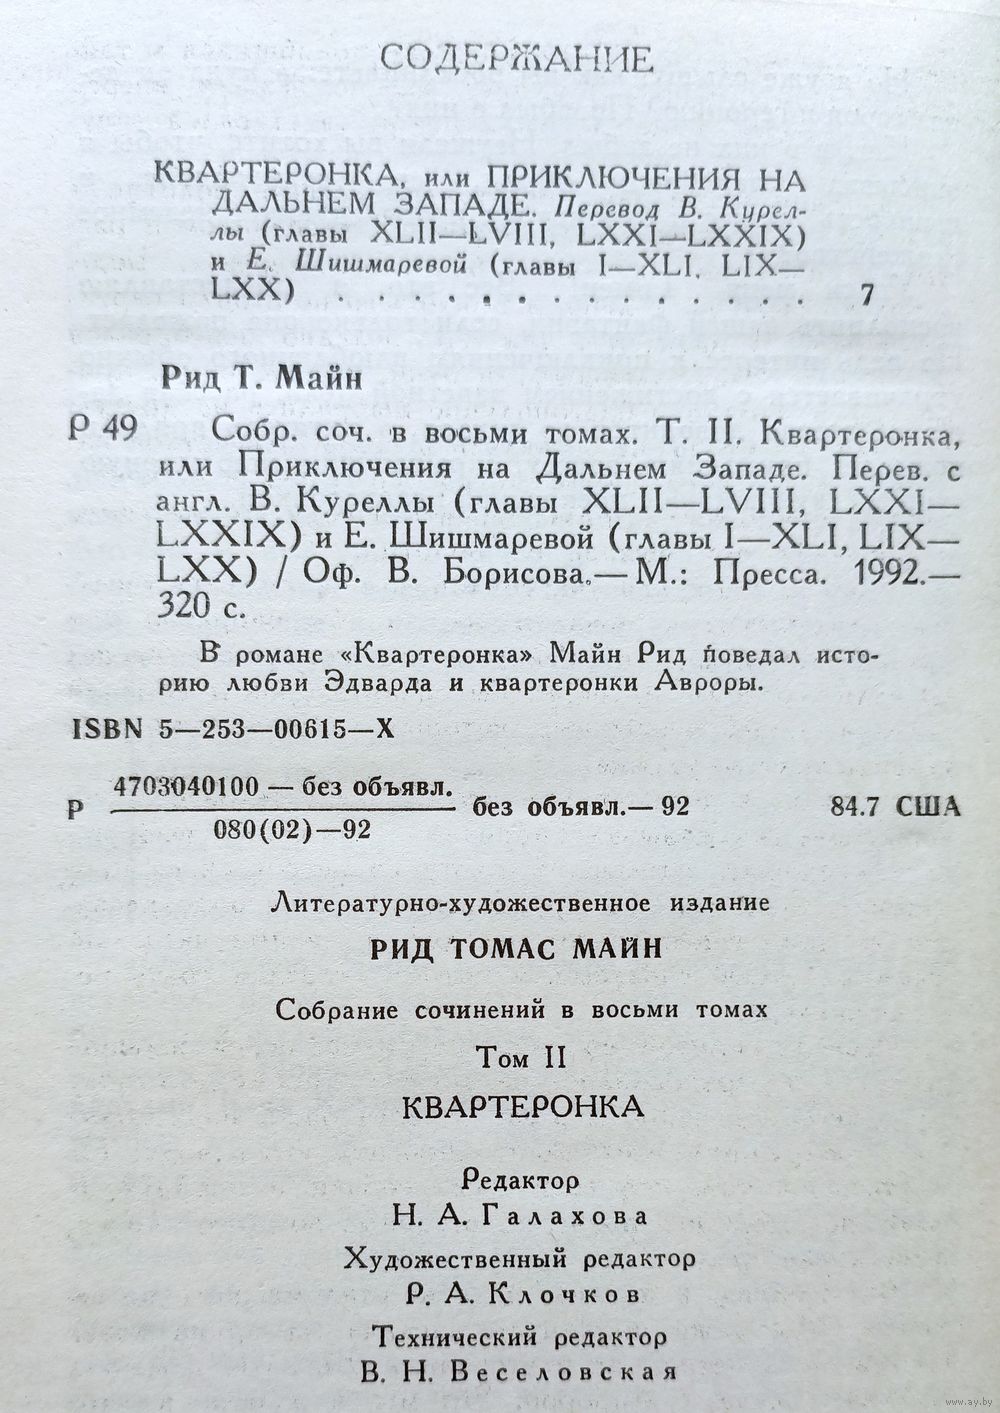 СОДЕРЖАНИЕ
КВАРТЕРОНКА, или ПРИКЛЮЧЕНИЯ НА
ДАЛЬНЕМ ЗАПАДЕ. Перевод В. Курел-
лы (главы XLII—LVIII, LXXI—LXXIX)
и Е. Шишмаревой (главы I—XLI, LIX—
LXX) . . . . . . . . . . . . . . 7
Рид Т. Майн
Р 49 Собр. соч. в восьми томах. Т. II. Квартеронка,
или Приключения на Дальнем Западе. Перев. с
англ. В. Куреллы (главы XLII—LVIII, LXXI—
LXXIX) и Е. Шишмаревой (главы I—XLI, LIX—
LXX) / Оф. В. Борисова.— М.: Пресса. 1992.—
320 с.
В романе «Квартеронка» Майн Рид поведал исто-
рию любви Эдварда и квартеронки Авроры.
ISBN 5—253—00615—X
Р 4703040100 — без объявл.
080(02)—92 без объявл.— 92 84.7 США
Литературно-художественное издание
РИД ТОМАС МАЙН
Собрание сочинений в восьми томах
Том II
КВАРТЕРОНКА
Редактор
Н. А. Галахова
Художественный редактор
Р. А. Клочков
Технический редактор
В. Н. Веселовская
www.ay.by